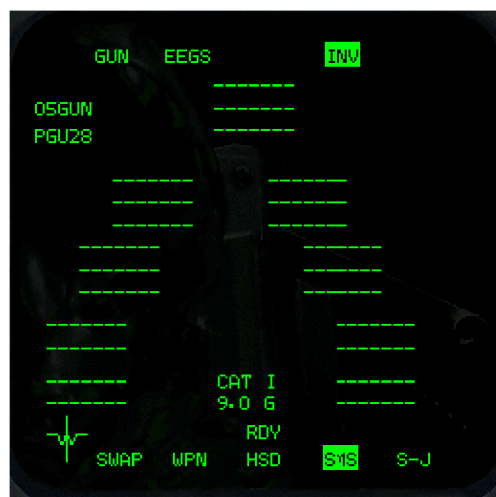 GUN EEGS INV
-------
05GUN -------
PGU28 -------
------- -------
------- -------
------- -------
------- -------
------- -------
------- -------
------- -------
------- -------
------- CAT I -------
------- 9.0 G -------
RDY
SWAP WPN HSD SMS S-J